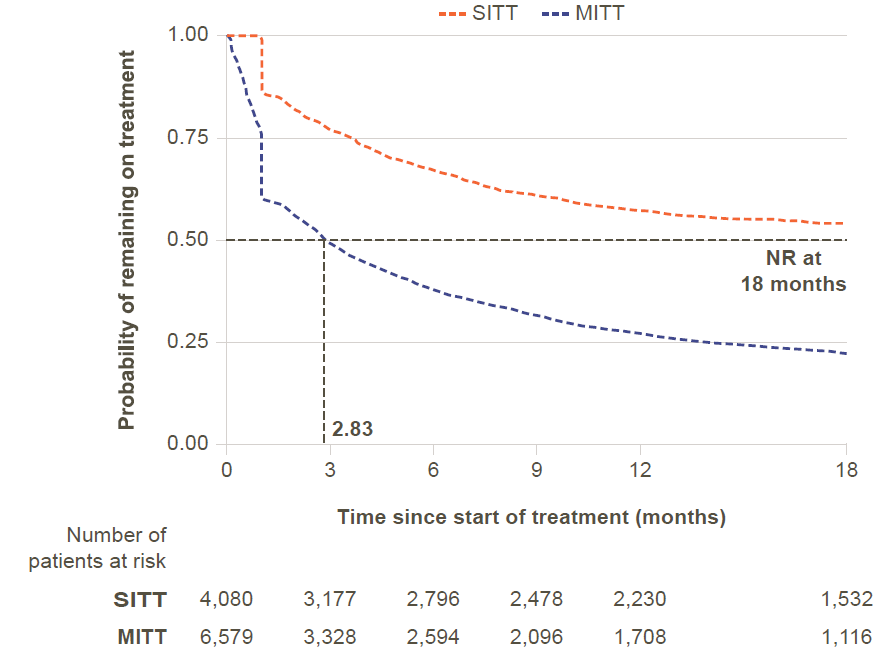 SITT MITT
Probability of remaining on treatment
1.00
0.75
0.50
0.25
0.00
NR at
18 months
2.83
0 3 6 9 12 18
Time since start of treatment (months)
Number of
patients at risk
SITT 4,080 3,177 2,796 2,478 2,230 1,532
MITT 6,579 3,328 2,594 2,096 1,708 1,116